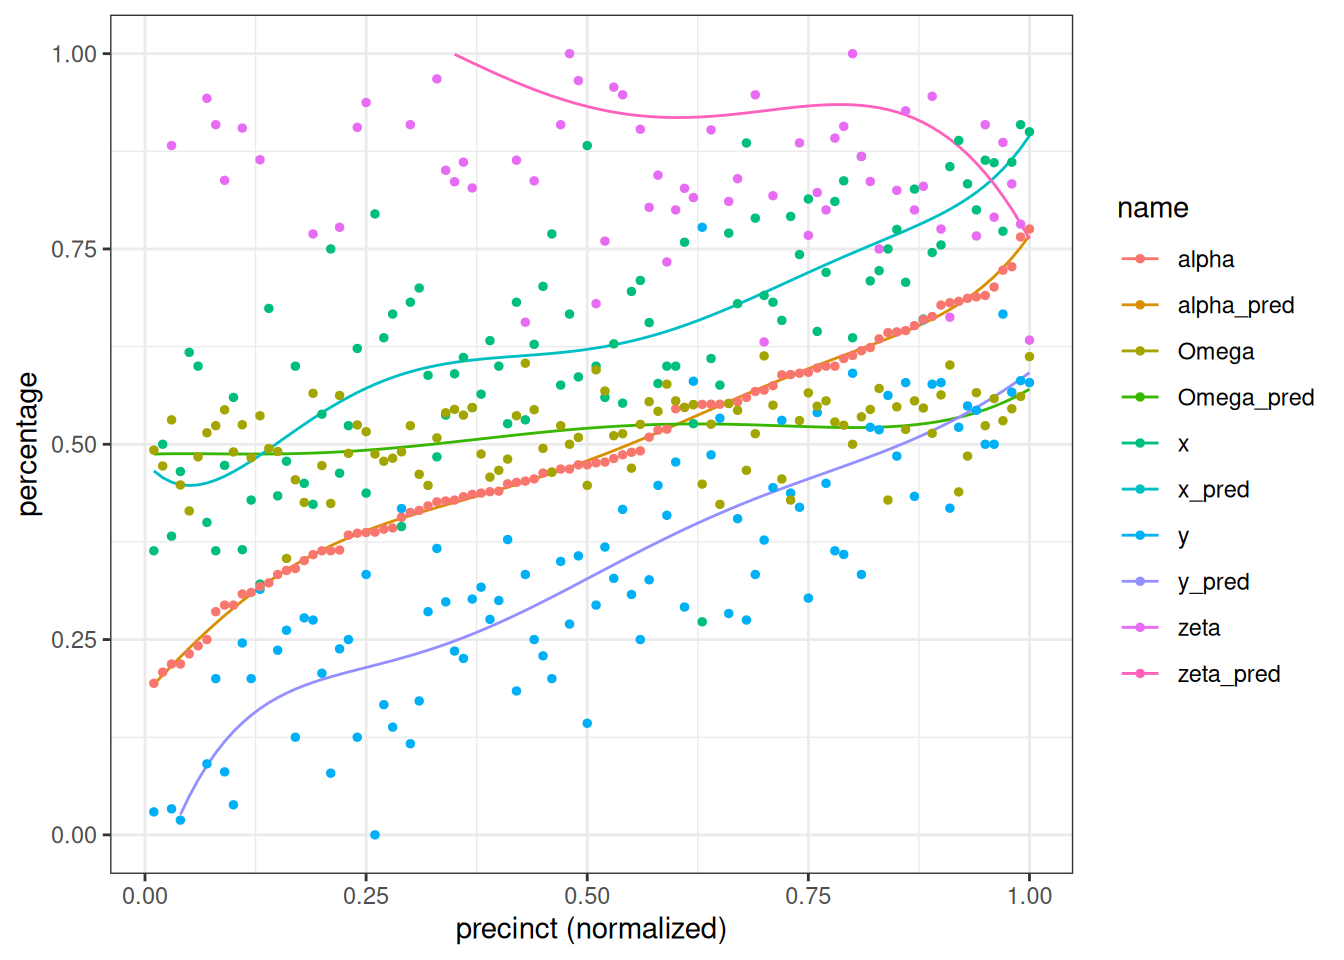 1.00
0.75
0.50
0.25
0.00
percentage
0.00
0.25
0.50
0.75
1.00
precinct (normalized)
name
alpha
alpha_pred
Omega
Omega_pred
x
x_pred
y
y_pred
zeta
zeta_pred